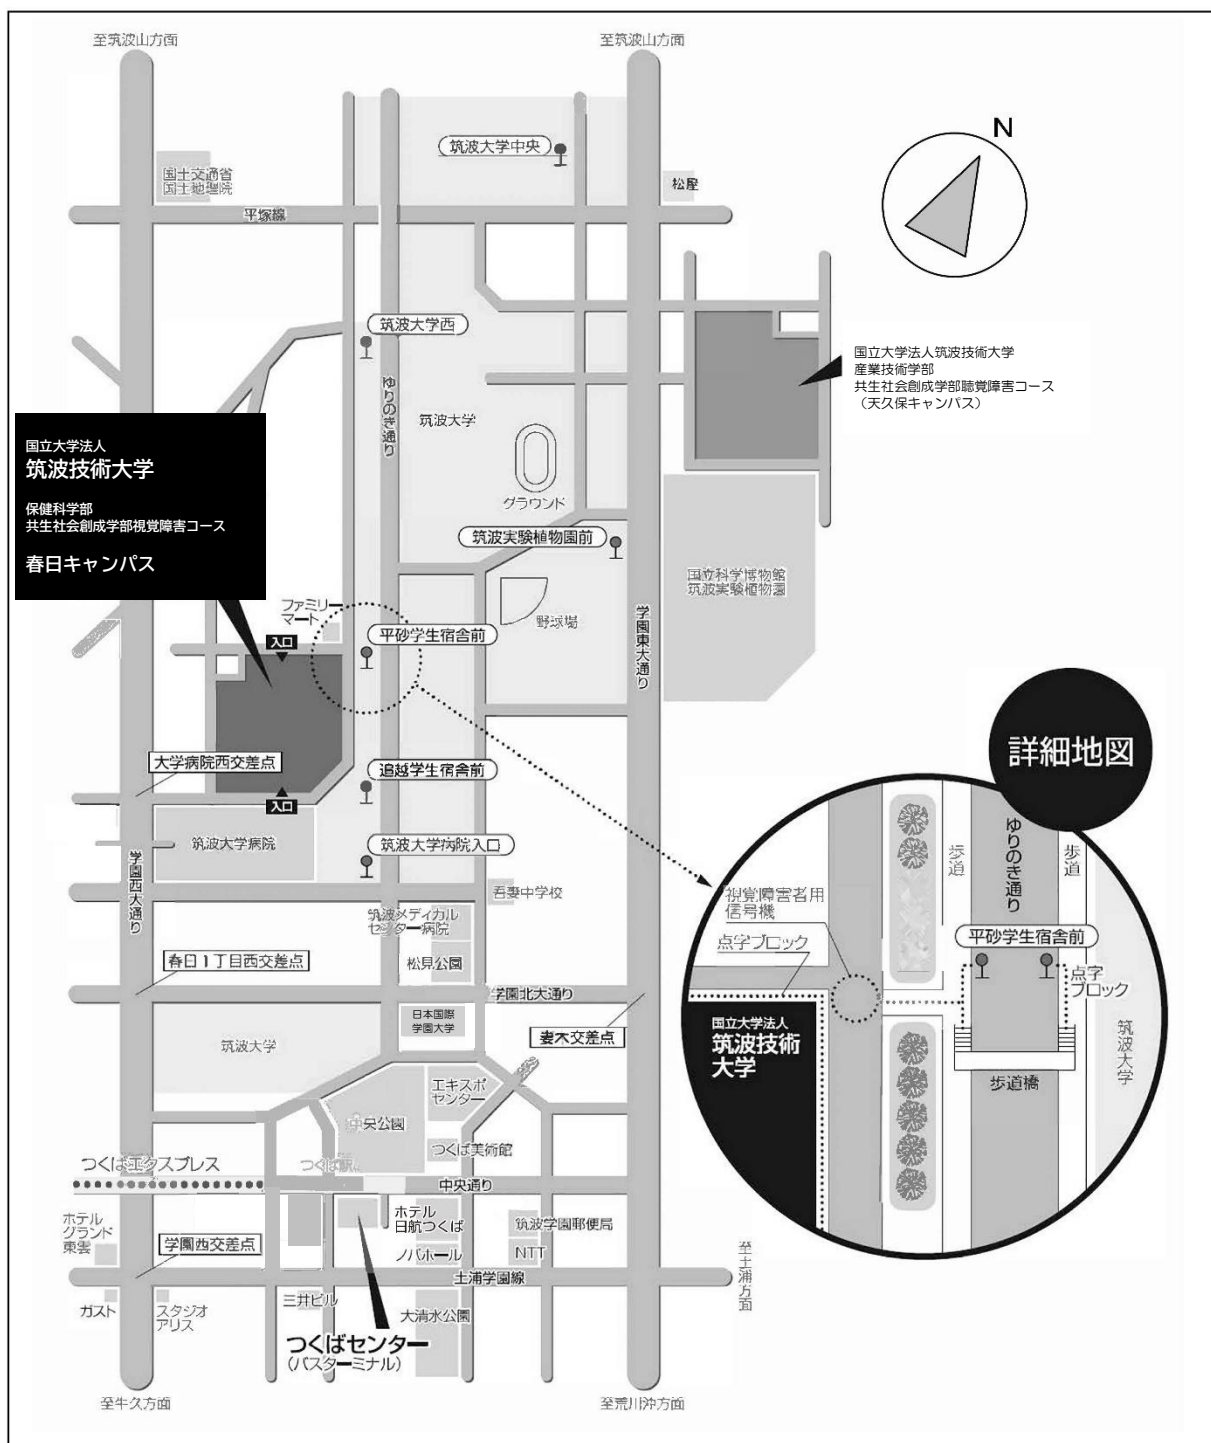 至筑波山方面
至筑波山方面
N
筑波大学中央
国土交通省
国土地理院
松屋
平塚線
筑波大学西
ゆりのき通り
国立大学法人筑波技術大学
産業技術学部
共生社会創成学部聴覚障害コース
（天久保キャンパス）
筑波大学
国立大学法人
筑波技術大学
保健科学部
共生社会創成学部視覚障害コース
春日キャンパス
グラウンド
筑波実験植物園前
国立科学博物館
筑波実験植物園
ファミリー
マート
野球場
学園東大通り
平砂学生宿舎前
入口
大学病院西交差点
追越学生宿舎前
入口
筑波大学病院
筑波大学病院入口
学園西大通り
吾妻中学校
筑波メディカル
センター病院
春日1丁目西交差点
松見公園
学園北大通り
日本国際
学園大学
妻木交差点
筑波大学
エキスポ
センター
中央公園
つくば美術館
つくばエクスプレス
つくば駅
中央通り
ホテル
グランド
東雲
学園西交差点
ホテル
日航つくば
筑波学園郵便局
ノバホール
NTT
土浦学園線
至土浦方面
ガスト
スタジオ
アリス
三井ビル
大清水公園
つくばセンター
（バスターミナル）
至牛久方面
至荒川沖方面
詳細地図
ゆりのき通り
歩道
歩道
視覚障害者用
信号機
点字ブロック
平砂学生宿舎前
点字
ブロック
国立大学法人
筑波技術
大学
歩道橋
筑波大学